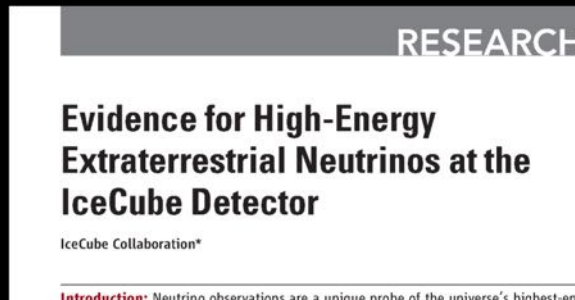 RESEARCH
Evidence for High-Energy
Extraterrestrial Neutrinos at the
IceCube Detector
IceCube Collaboration*
Introduction: Neutrino observations are a unique probe of the universe's highest-en